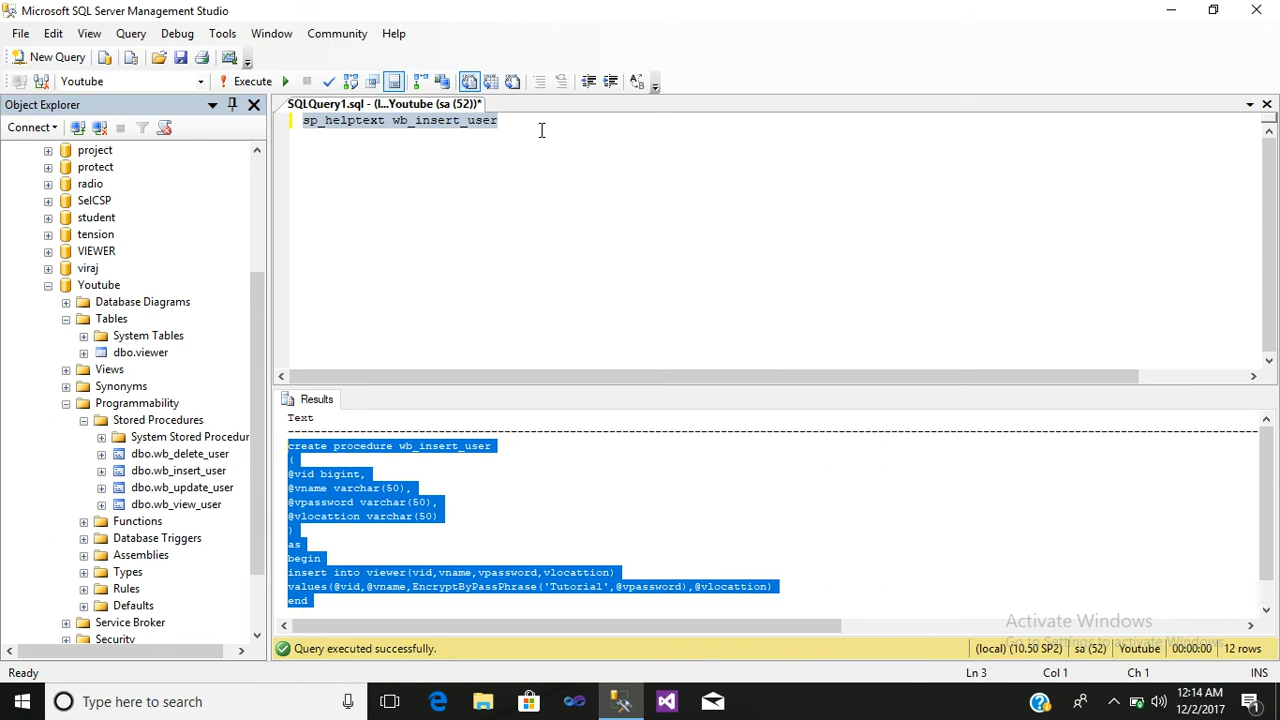 Microsoft SQL Server Management Studio
File Edit View Query Debug Tools Window Community Help
New Query
Youtube Execute
Object Explorer
SQLQuery1.sql - (l...Youtube (sa (52))*
Connect
sp_helptext wb_insert_user
project
protect
radio
SelCSP
student
tension
VIEWER
viraj
Youtube
Database Diagrams
Tables
System Tables
dbo.viewer
Views
Synonyms
Programmability
Stored Procedures
System Stored Procedur
dbo.wb_delete_user
dbo.wb_insert_user
dbo.wb_update_user
dbo.wb_view_user
Functions
Database Triggers
Assemblies
Types
Rules
Defaults
Service Broker
Security
Results
Text
create procedure wb_insert_user
(
@vid bigint,
@vname varchar(50),
@vpassword varchar(50),
@vlocattion varchar(50)
)
as
begin
insert into viewer(vid,vname,vpassword,vlocattion)
values(@vid,@vname,EncryptByPassPhrase('Tutorial',@vpassword),@vlocattion)
end
Activate Windows
Go to Settings to activate Windows.
Query executed successfully.
(local) (10.50 SP2) sa (52) Youtube 00:00:00 12 rows
Ready
Ln 3 Col 1 Ch 1 INS
Type here to search
12:14 AM
12/2/2017